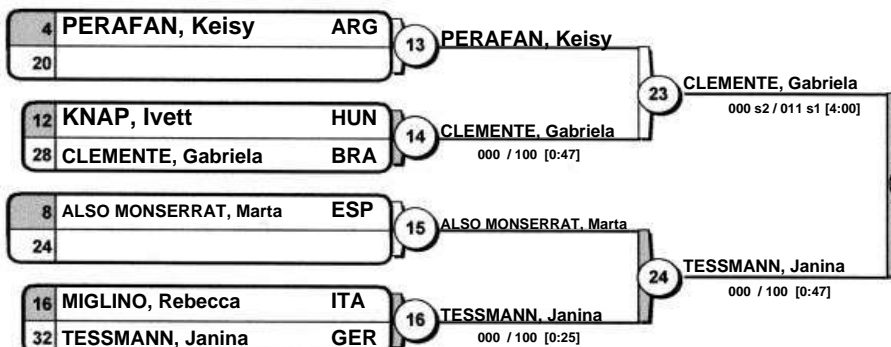 4 PERAFAN, Keisy ARG
20
13
PERAFAN, Keisy
12 KNAP, Ivett HUN
28 CLEMENTE, Gabriela BRA
14
CLEMENTE, Gabriela
000 / 100 [0:47]
23
CLEMENTE, Gabriela
000 s2 / 011 s1 [4:00]
8 ALSO MONSERRAT, Marta ESP
24
15
ALSO MONSERRAT, Marta
16 MIGLINO, Rebecca ITA
32 TESSMANN, Janina GER
16
TESSMANN, Janina
000 / 100 [0:25]
24
TESSMANN, Janina
000 / 100 [0:47]